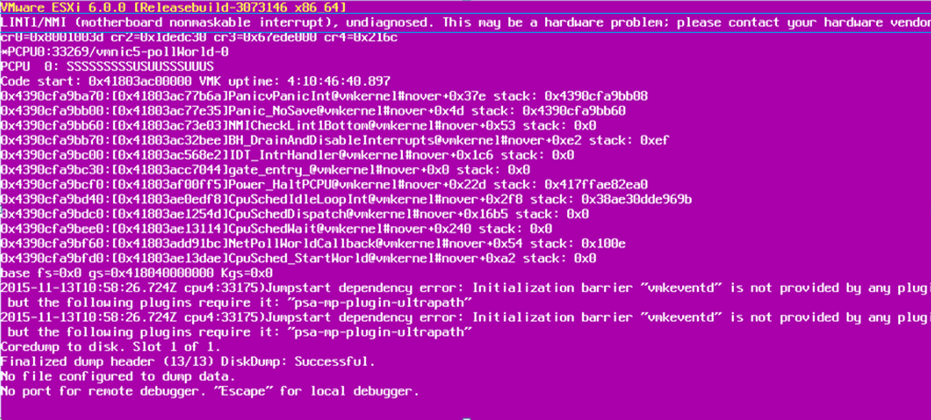 VMware ESXi 6.0.0 [Releasebuild-3073146 x86_64]
LINT1/NMI (motherboard nonmaskable interrupt), undiagnosed. This may be a hardware problem; please contact your hardware vendor
cr0=0x8001003d cr2=0x1dedc30 cr3=0x67ede000 cr4=0x216c
*PCPU0:33269/vmnic5-pollWorld-0
PCPU  0: SSSSSSSSSUSUUSSSUUUS
Code start: 0x41803ac00000 VMK uptime: 4:10:46:40.897
0x4390cfa9ba70:[0x41803ac77b6a]PanicvPanicInt@vmkernel#nover+0x37e stack: 0x4390cfa9bb08
0x4390cfa9bb00:[0x41803ac77e35]Panic_NoSave@vmkernel#nover+0x4d stack: 0x4390cfa9bb60
0x4390cfa9bb60:[0x41803ac73e03]NMICheckLint1Bottom@vmkernel#nover+0x53 stack: 0x0
0x4390cfa9bb70:[0x41803ac32bee]BH_DrainAndDisableInterrupts@vmkernel#nover+0xe2 stack: 0xef
0x4390cfa9bc00:[0x41803ac568e2]IDT_IntrHandler@vmkernel#nover+0x1c6 stack: 0x0
0x4390cfa9bc30:[0x41803acc7044]gate_entry_@vmkernel#nover+0x0 stack: 0x0
0x4390cfa9bcf0:[0x41803af00ff5]Power_HaltPCPU@vmkernel#nover+0x22d stack: 0x417ffae82ea0
0x4390cfa9bd40:[0x41803ae0edf8]CpuSchedIdleLoopInt@vmkernel#nover+0x2f8 stack: 0x38ae30dde969b
0x4390cfa9bdc0:[0x41803ae1254d]CpuSchedDispatch@vmkernel#nover+0x16b5 stack: 0x0
0x4390cfa9bee0:[0x41803ae13114]CpuSchedWait@vmkernel#nover+0x240 stack: 0x0
0x4390cfa9bf60:[0x41803add91bc]NetPollWorldCallback@vmkernel#nover+0x54 stack: 0x100e
0x4390cfa9bfd0:[0x41803ae13dae]CpuSched_StartWorld@vmkernel#nover+0xa2 stack: 0x0
base fs=0x0 gs=0x418040000000 Kgs=0x0
2015-11-13T10:58:26.724Z cpu4:33175)Jumpstart dependency error: Initialization barrier "vmkeventd" is not provided by any plugi
but the following plugins require it: "psa-mp-plugin-ultrapath"
2015-11-13T10:58:26.724Z cpu4:33175)Jumpstart dependency error: Initialization barrier "vmkeventd" is not provided by any plugi
but the following plugins require it: "psa-mp-plugin-ultrapath"
Coredump to disk. Slot 1 of 1.
Finalized dump header (13/13) DiskDump: Successful.
No file configured to dump data.
No port for remote debugger. "Escape" for local debugger.